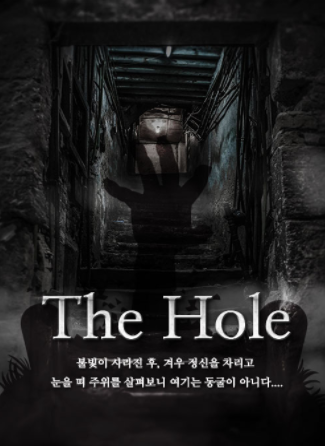 The Hole
불빛이 사라진 후, 겨우 정신을 차리고
눈을 떠 주위를 살펴보니 여기는 동굴이 아니다....